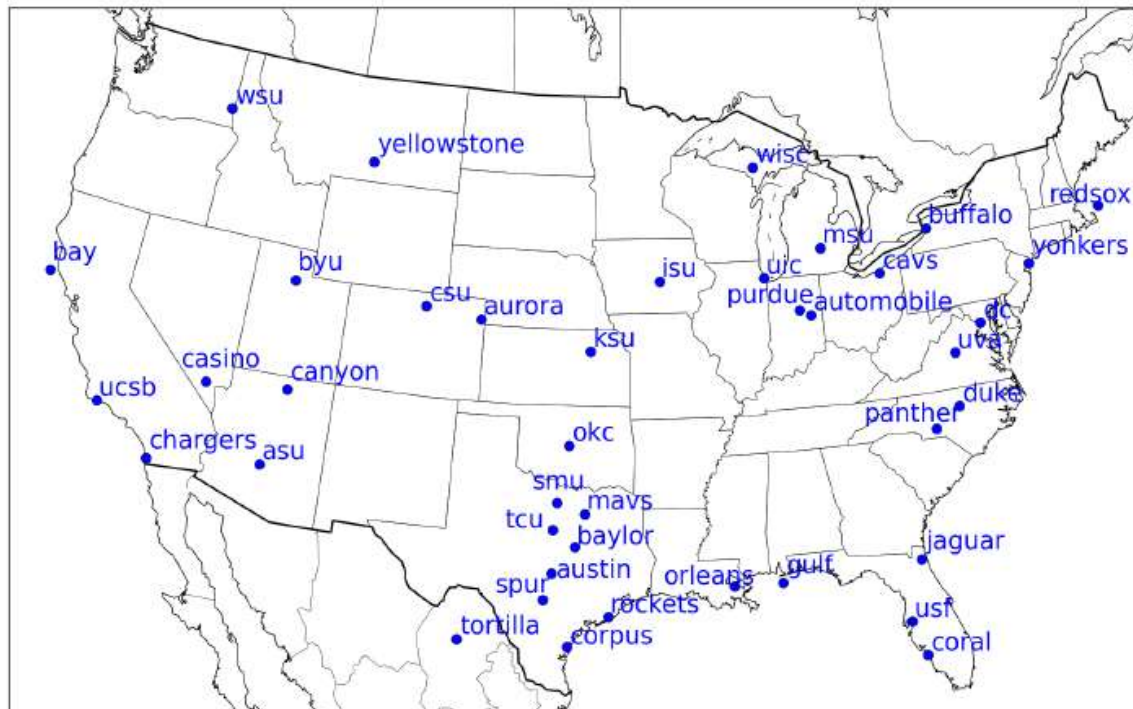 wsu
yellowstone
wisc
redsox
buffalo
msu
yonkers
bay
byu
isu
uic
cavs
csu
aurora
purdue
automobile
dc
ksu
uva
casino
canyon
ucsb
duke
panther
chargers
asu
okc
smu
mavs
tcu
baylor
jaguar
austin
orleans
gulf
spur
rockets
usf
tortilla
corpus
coral